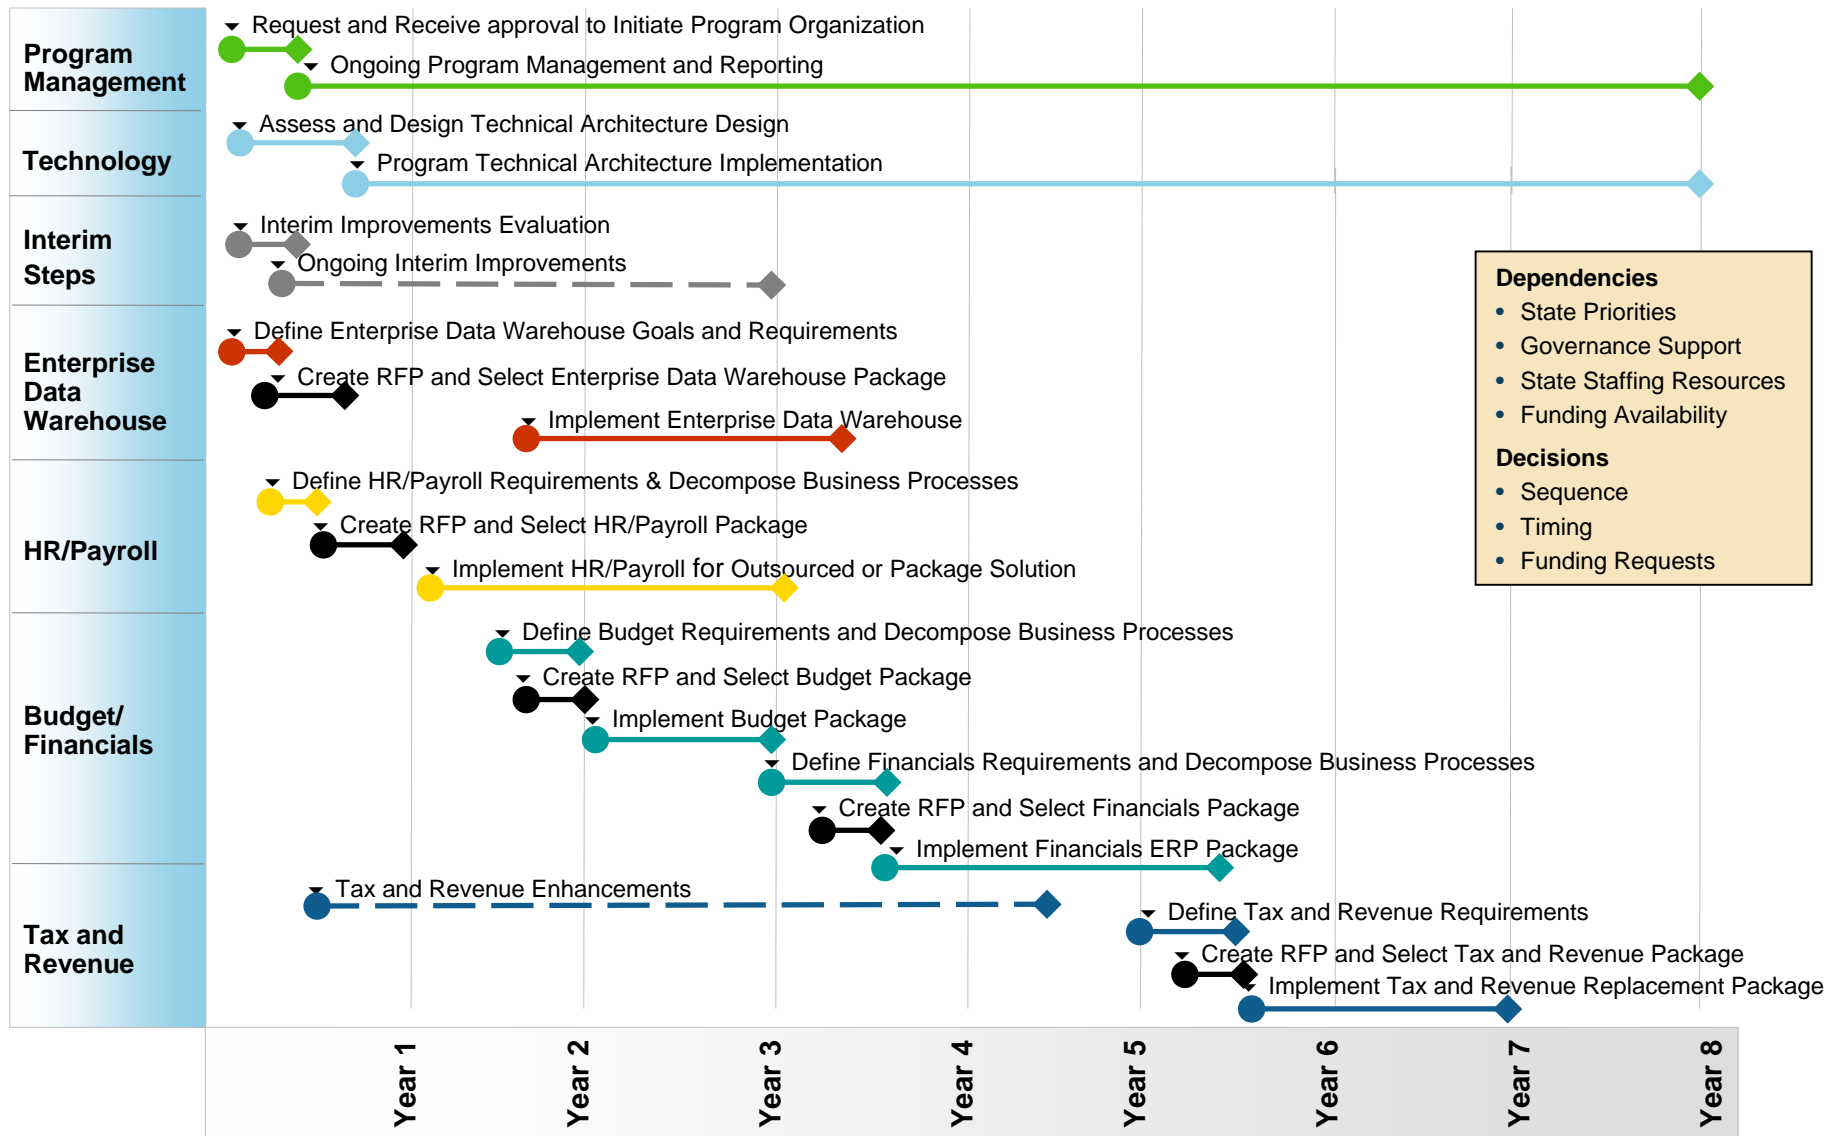 Program
Management
Request and Receive approval to Initiate Program Organization
Ongoing Program Management and Reporting
Technology
Assess and Design Technical Architecture Design
Program Technical Architecture Implementation
Interim
Steps
Interim Improvements Evaluation
Ongoing Interim Improvements
Enterprise
Data
Warehouse
Define Enterprise Data Warehouse Goals and Requirements
Create RFP and Select Enterprise Data Warehouse Package
Implement Enterprise Data Warehouse
HR/Payroll
Define HR/Payroll Requirements & Decompose Business Processes
Create RFP and Select HR/Payroll Package
Implement HR/Payroll for Outsourced or Package Solution
Budget/
Financials
Define Budget Requirements and Decompose Business Processes
Create RFP and Select Budget Package
Implement Budget Package
Define Financials Requirements and Decompose Business Processes
Create RFP and Select Financials Package
Implement Financials ERP Package
Tax and
Revenue
Tax and Revenue Enhancements
Define Tax and Revenue Requirements
Create RFP and Select Tax and Revenue Package
Implement Tax and Revenue Replacement Package
Dependencies
• State Priorities
• Governance Support
• State Staffing Resources
• Funding Availability
Decisions
• Sequence
• Timing
• Funding Requests
Year 1
Year 2
Year 3
Year 4
Year 5
Year 6
Year 7
Year 8